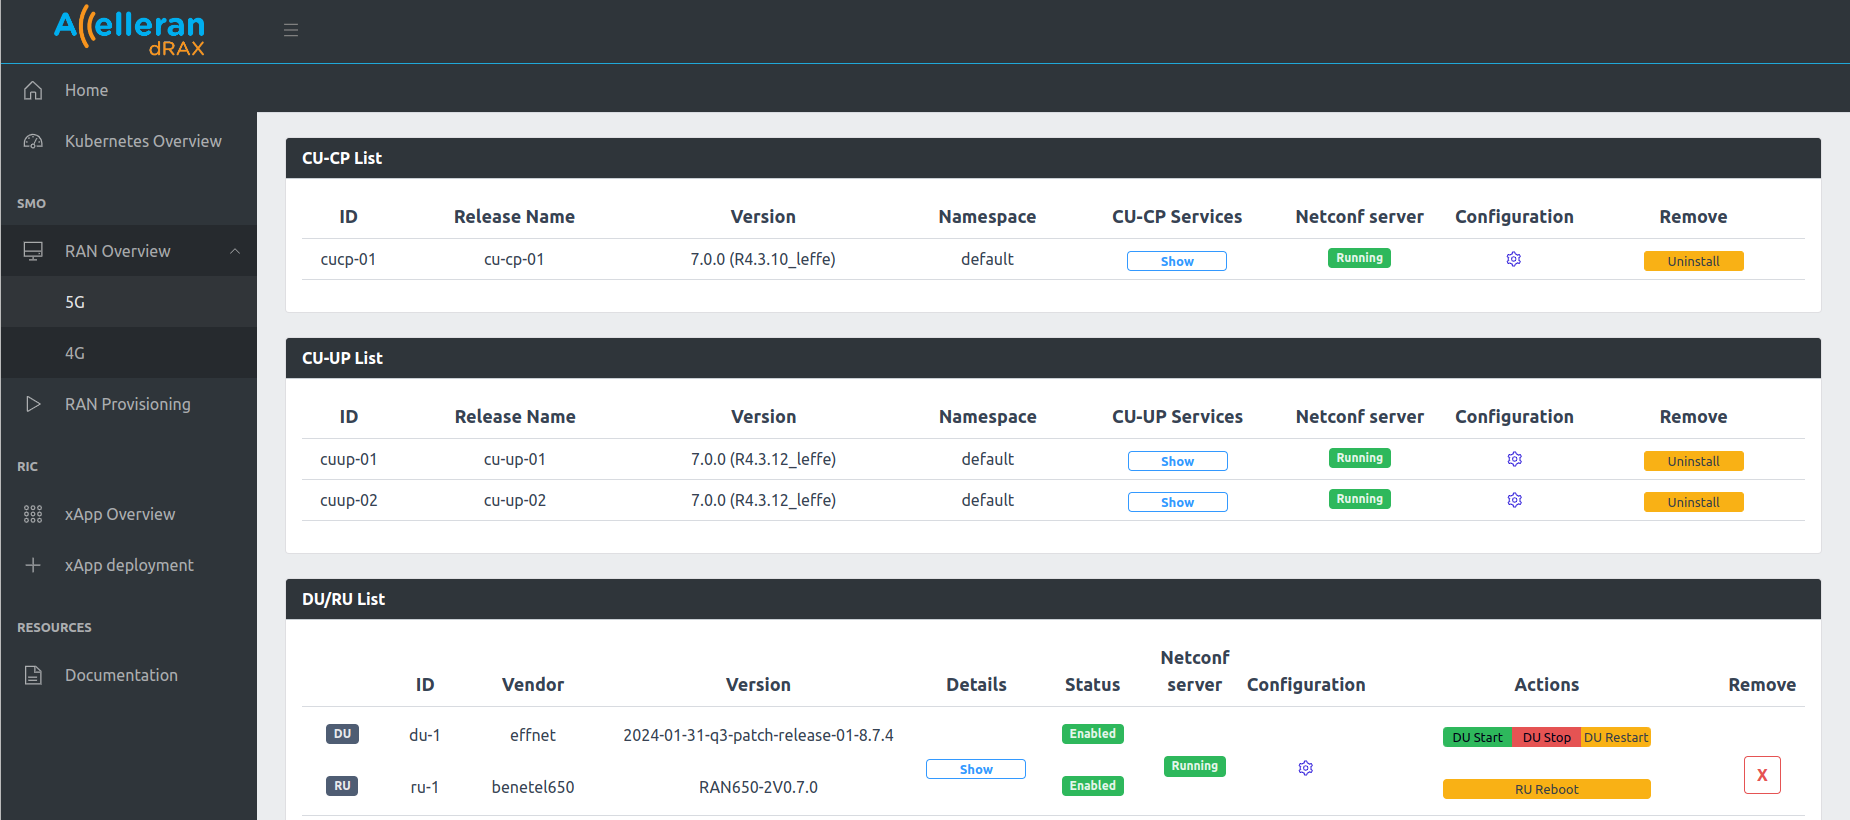 Accelleran
dRAX
Home
Kubernetes Overview
SMO
RAN Overview
5G
4G
RAN Provisioning
RIC
xApp Overview
xApp deployment
RESOURCES
Documentation
CU-CP List
ID Release Name Version Namespace CU-CP Services Netconf server Configuration Remove
cucp-01 cu-cp-01 7.0.0 (R4.3.10_leffe) default Show Running Uninstall
CU-UP List
ID Release Name Version Namespace CU-UP Services Netconf server Configuration Remove
cuup-01 cu-up-01 7.0.0 (R4.3.12_leffe) default Show Running Uninstall
cuup-02 cu-up-02 7.0.0 (R4.3.12_leffe) default Show Running Uninstall
DU/RU List
ID Vendor Version Details Status Netconf server Configuration Actions Remove
DU du-1 effnet 2024-01-31-q3-patch-release-01-8.7.4 Enabled DU Start DU Stop DU Restart
Show Running X
RU ru-1 benetel650 RAN650-2V0.7.0 Enabled RU Reboot